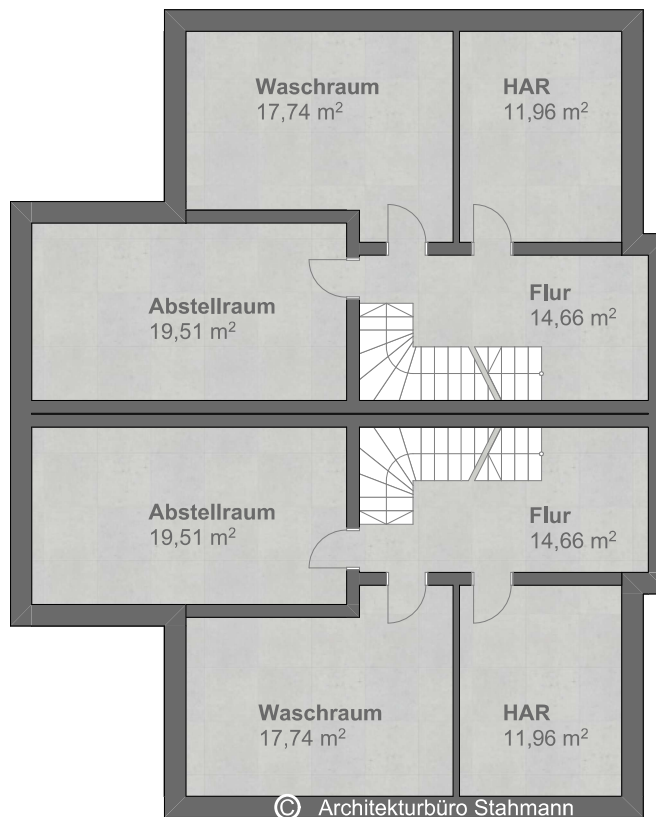 Waschraum
17,74 m²
HAR
11,96 m²
Abstellraum
19,51 m²
Flur
14,66 m²
Abstellraum
19,51 m²
Flur
14,66 m²
Waschraum
17,74 m²
HAR
11,96 m²
© Architekturbüro Stahmann